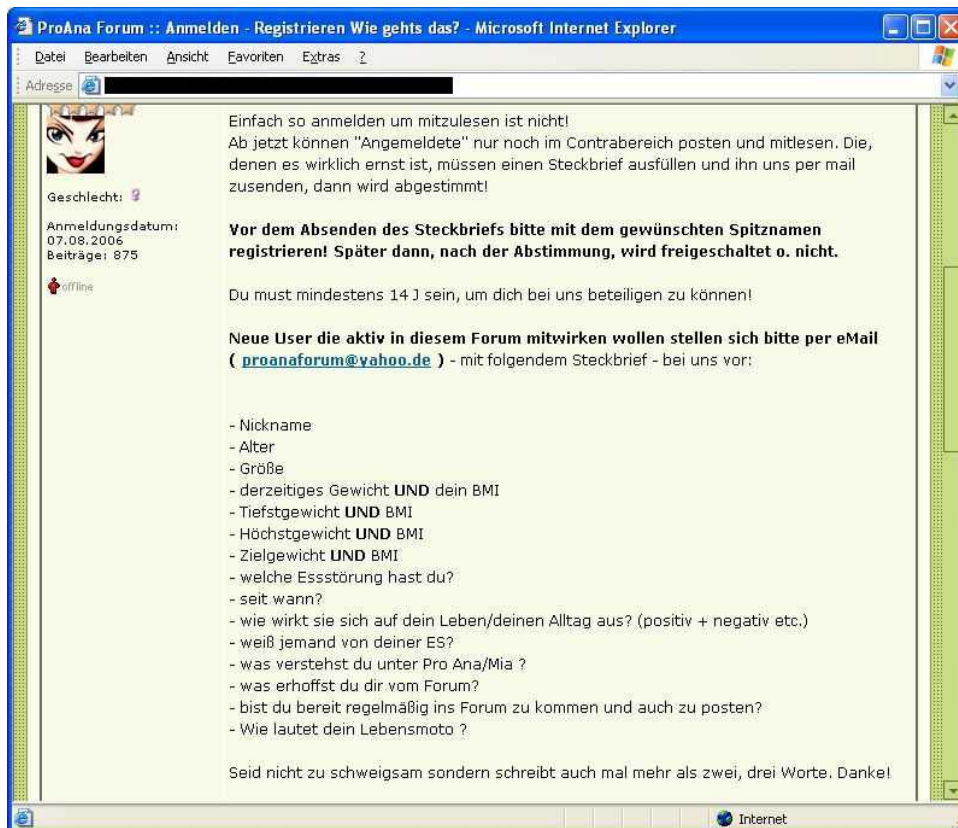 ProAna Forum :: Anmelden - Registrieren Wie gehts das? - Microsoft Internet Explorer
Datei Bearbeiten Ansicht Favoriten Extras ?
Adresse
Einfach so anmelden um mitzulesen ist nicht!
Ab jetzt können "Angemeldete" nur noch im Contrabereich posten und mitlesen. Die,
denen es wirklich ernst ist, müssen einen Steckbrief ausfüllen und ihn uns per mail
zusenden, dann wird abgestimmt!
Geschlecht:
Anmeldungsdatum:
07.08.2006
Beiträge: 875
offline
Vor dem Absenden des Steckbriefs bitte mit dem gewünschten Spitznamen
registrieren! Später dann, nach der Abstimmung, wird freigeschaltet o. nicht.
Du must mindestens 14 J sein, um dich bei uns beteiligen zu können!
Neue User die aktiv in diesem Forum mitwirken wollen stellen sich bitte per eMail
( proanaforum@yahoo.de ) - mit folgendem Steckbrief - bei uns vor:
- Nickname
- Alter
- Größe
- derzeitiges Gewicht UND dein BMI
- Tiefstgewicht UND BMI
- Höchstgewicht UND BMI
- Zielgewicht UND BMI
- welche Essstörung hast du?
- seit wann?
- wie wirkt sie sich auf dein Leben/deinen Alltag aus? (positiv + negativ etc.)
- weiß jemand von deiner ES?
- was verstehst du unter Pro Ana/Mia ?
- was erhoffst du dir vom Forum?
- bist du bereit regelmäßig ins Forum zu kommen und auch zu posten?
- Wie lautet dein Lebensmoto ?
Seid nicht zu schweigsam sondern schreibt auch mal mehr als zwei, drei Worte. Danke!
Internet